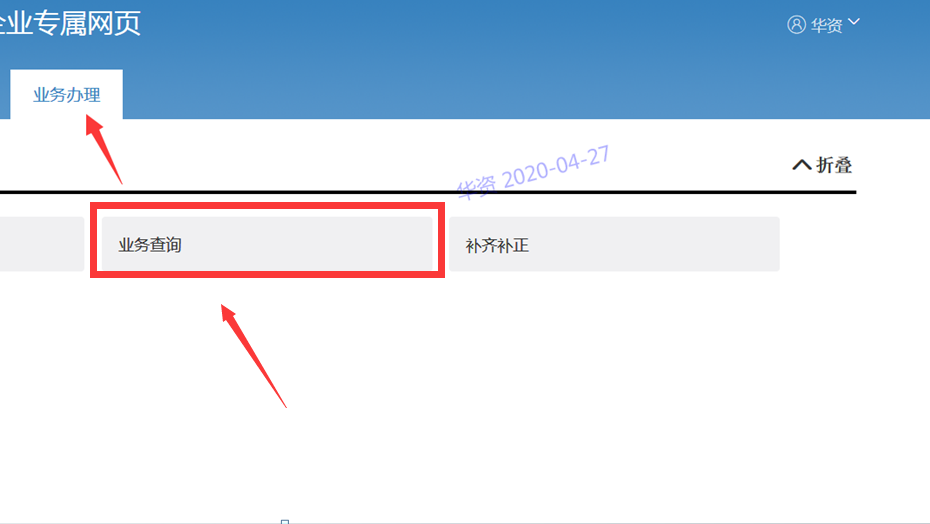 企业专属网页
华资
业务办理
华资 2020-04-27
折叠
业务查询
补齐补正